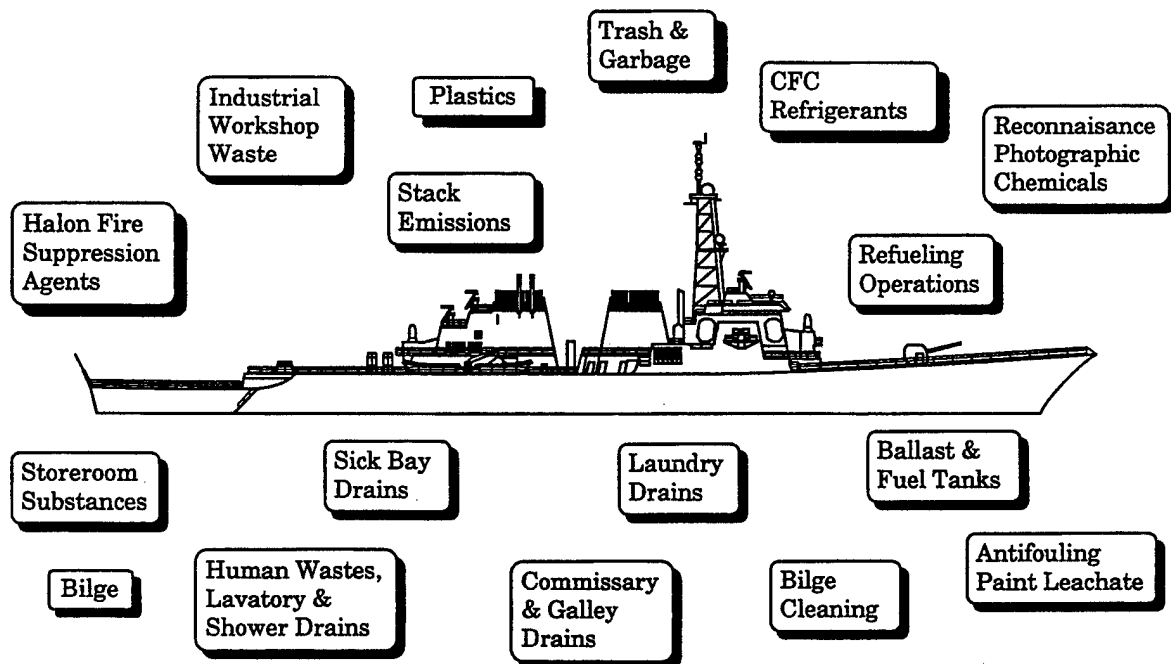 Trash &
Garbage
Industrial
Workshop
Waste
Plastics
CFC
Refrigerants
Reconnaisance
Photographic
Chemicals
Halon Fire
Suppression
Agents
Stack
Emissions
Refueling
Operations
Storeroom
Substances
Sick Bay
Drains
Laundry
Drains
Ballast &
Fuel Tanks
Bilge
Human Wastes,
Lavatory &
Shower Drains
Commissary
& Galley
Drains
Bilge
Cleaning
Antifouling
Paint Leachate